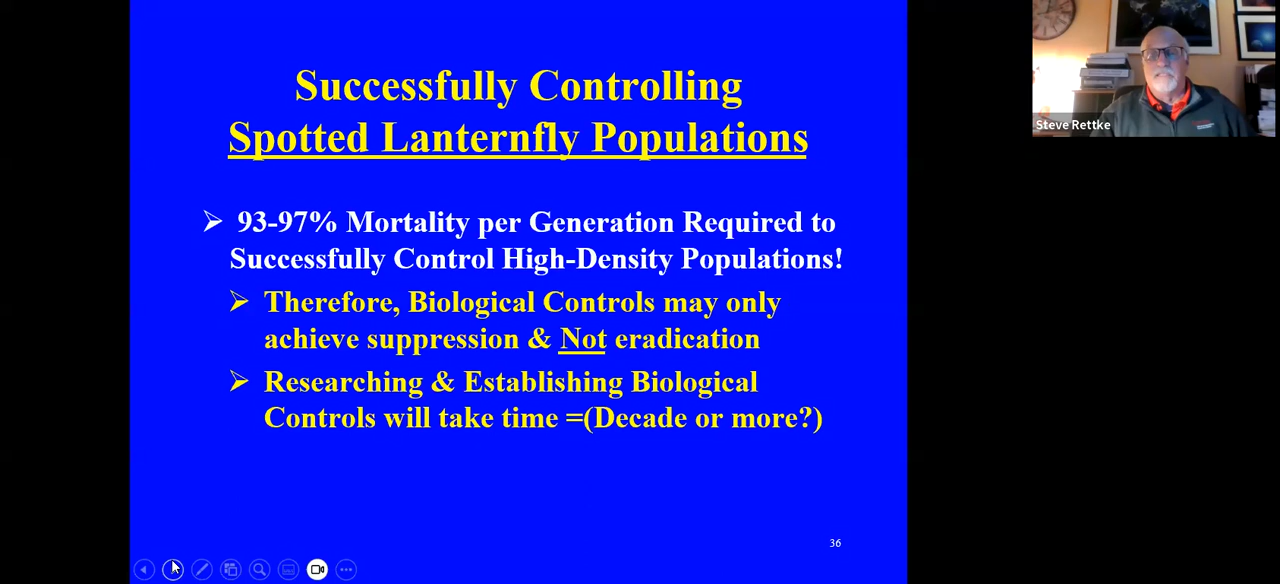 Successfully Controlling
Spotted Lanternfly Populations
➢ 93-97% Mortality per Generation Required to
Successfully Control High-Density Populations!
➢ Therefore, Biological Controls may only
achieve suppression & Not eradication
➢ Researching & Establishing Biological
Controls will take time =(Decade or more?)
36
Steve Rettke